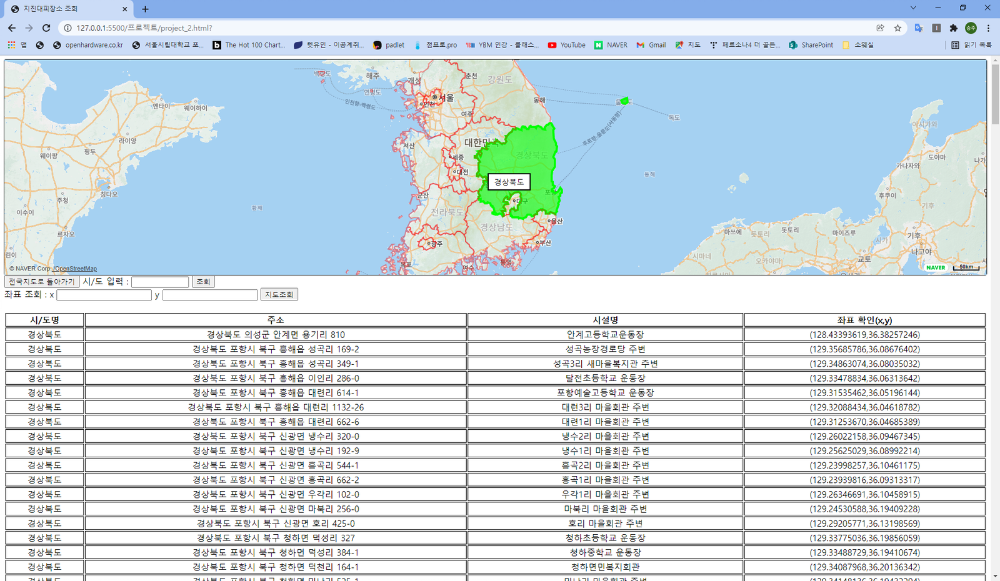 지진대피장소 조회
127.0.0.1:5500/프로젝트/project_2.html?
승주
앱 openhardware.co.kr 서울시립대학교 포... The Hot 100 Chart... 렛유인 - 이공계취... padlet 점프로.pro YBM 인강 - 클래스... YouTube NAVER Gmail 지도 페르소나4 더 골든... SharePoint 소웨실 읽기 목록
백령도
해주
개성
춘천
강원도
연평도
서울
인천
인천항-백령도
여주
동해
울
도
독도
옌타이
웨이하이
이시카와
라이양
서산
대한민국
후포항-울릉도(사동항)
웨이팡
핑두
세종
경상북도
도야마
나가
가나자와
대전
동해
경상북도
칭다오
주청
군산
포항
대구
후쿠이
황해
이수이
전라북도
기후
울산
경상남도
르자오
마쓰에
돗토리
돗토리
마이즈루
시가
기후
광주
부산
나고야
린이
시마네
오카야마
교토
목포
여수
통영
© NAVER Corp. /OpenStreetMap
NAVER
50km
전국지도로 돌아가기 시/도 입력 : 조회
좌표 조회 : x y 지도조회
시/도명 주소 시설명 좌표 확인(x,y)
경상북도 경상북도 의성군 안계면 용기리 810 안계고등학교운동장 (128.43393619,36.38257246)
경상북도 경상북도 포항시 북구 흥해읍 성곡리 169-2 성곡농장경로당 주변 (129.35685786,36.08676402)
경상북도 경상북도 포항시 북구 흥해읍 성곡리 349-1 성곡3리 새마을복지관 주변 (129.34863074,36.08035032)
경상북도 경상북도 포항시 북구 흥해읍 이인리 286-0 달전초등학교 운동장 (129.33478834,36.06313642)
경상북도 경상북도 포항시 북구 흥해읍 대련리 614-1 포항예술고등학교 운동장 (129.31535462,36.05196144)
경상북도 경상북도 포항시 북구 흥해읍 대련리 1132-26 대련3리 마을회관 주변 (129.32088434,36.04618782)
경상북도 경상북도 포항시 북구 흥해읍 대련리 662-6 대련1리 마을회관 주변 (129.31253670,36.04685389)
경상북도 경상북도 포항시 북구 신광면 냉수리 320-0 냉수2리 마을회관 주변 (129.26022158,36.09467345)
경상북도 경상북도 포항시 북구 신광면 냉수리 192-9 냉수1리 마을회관 주변 (129.25625029,36.08992214)
경상북도 경상북도 포항시 북구 신광면 흥곡리 544-1 흥곡2리 마을회관 주변 (129.23998257,36.10461175)
경상북도 경상북도 포항시 북구 신광면 흥곡리 662-2 흥곡1리 마을회관 주변 (129.23939816,36.09313317)
경상북도 경상북도 포항시 북구 신광면 우각리 102-0 우각1리 마을회관 주변 (129.26346691,36.10458915)
경상북도 경상북도 포항시 북구 신광면 마북리 256-0 마북리 마을회관 주변 (129.24530588,36.19409228)
경상북도 경상북도 포항시 북구 신광면 호리 425-0 호리 마을회관 주변 (129.29205771,36.13198569)
경상북도 경상북도 포항시 북구 청하면 덕성리 327 청하초등학교 운동장 (129.33775036,36.19856059)
경상북도 경상북도 포항시 북구 청하면 덕성리 384-1 청하중학교 운동장 (129.33488729,36.19410674)
경상북도 경상북도 포항시 북구 청하면 덕천리 164-1 청하면민복지회관 (129.34087968,36.20136342)